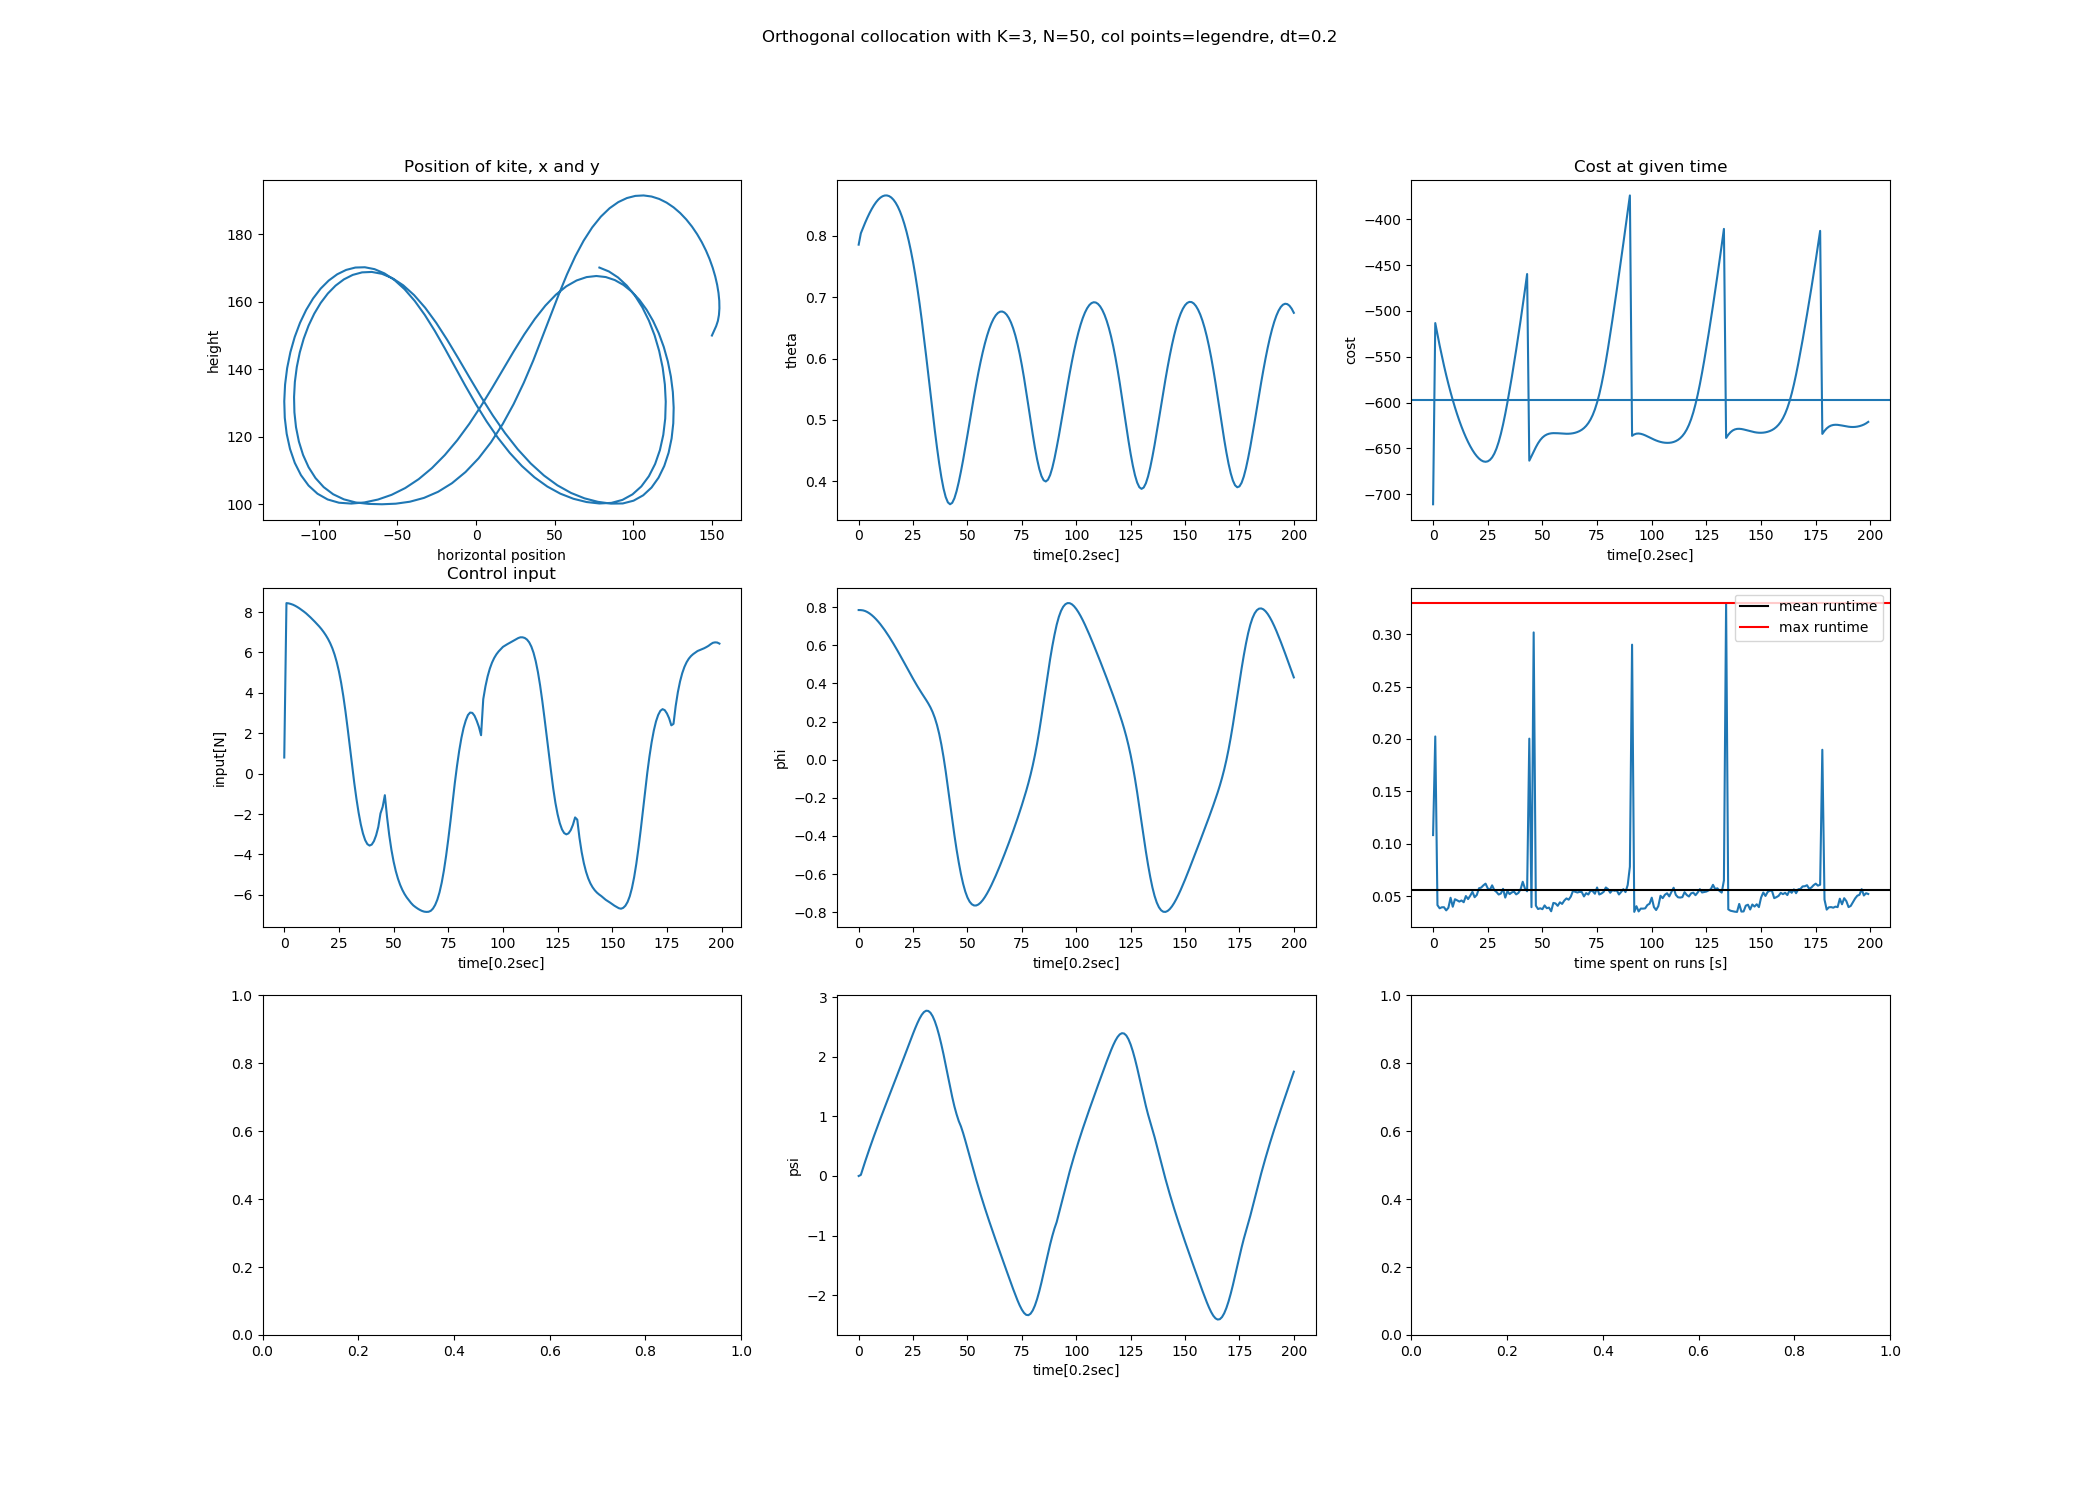 Orthogonal collocation with K=3, N=50, col points=legendre, dt=0.2
Position of kite, x and y
height
180
160
140
120
100
−100 −50 0 50 100 150
horizontal position
theta
0.8
0.7
0.6
0.5
0.4
0 25 50 75 100 125 150 175 200
time[0.2sec]
Cost at given time
cost
−400
−450
−500
−550
−600
−650
−700
0 25 50 75 100 125 150 175 200
time[0.2sec]
Control input
input[N]
8
6
4
2
0
−2
−4
−6
0 25 50 75 100 125 150 175 200
time[0.2sec]
phi
0.8
0.6
0.4
0.2
0.0
−0.2
−0.4
−0.6
−0.8
0 25 50 75 100 125 150 175 200
time[0.2sec]
mean runtime
max runtime
0.30
0.25
0.20
0.15
0.10
0.05
0 25 50 75 100 125 150 175 200
time spent on runs [s]
1.0
0.8
0.6
0.4
0.2
0.0
0.0 0.2 0.4 0.6 0.8 1.0
psi
3
2
1
0
−1
−2
0 25 50 75 100 125 150 175 200
time[0.2sec]
1.0
0.8
0.6
0.4
0.2
0.0
0.0 0.2 0.4 0.6 0.8 1.0